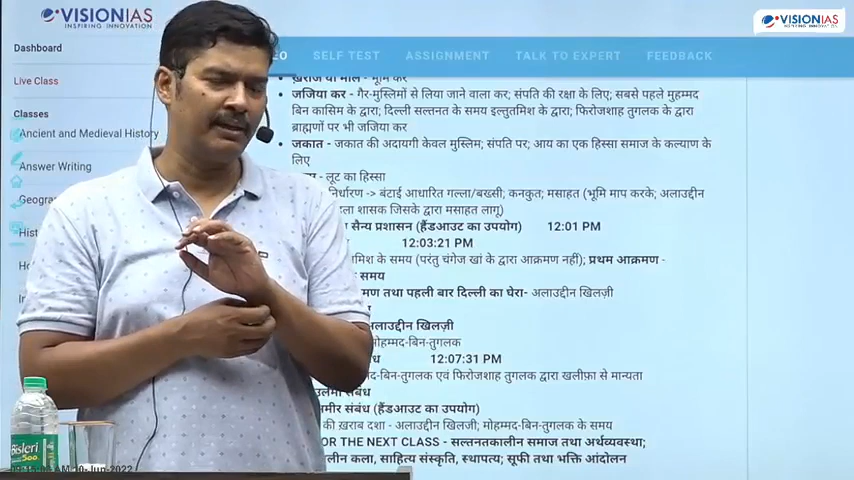 VISIONIAS
INSPIRING INNOVATION
VISIONIAS
INSPIRING INNOVATION
SELF TEST ASSIGNMENT TALK TO EXPERT FEEDBACK
Dashboard
Live Class
Classes
Ancient and Medieval History
Answer Writing
जजिया कर - गैर-मुस्लिमों से लिया जाने वाला कर; संपति की रक्षा के लिए; सबसे पहले मुहम्मद
बिन कासिम के द्वारा; दिल्ली सल्तनत के समय इल्तुतमिश के द्वारा; फिरोजशाह तुगलक के द्वारा
ब्राह्मणों पर भी जजिया कर
जकात - जकात की अदायगी केवल मुस्लिम; संपति पर; आय का एक हिस्सा समाज के कल्याण के
लिए
- लूट का हिस्सा
निर्धारण -> बंटाई आधारित गल्ला/बख्सी; कनकुत; मसाहत (भूमि माप करके; अलाउद्दीन
शासक जिसके द्वारा मसाहत लागू)
सैन्य प्रशासन (हैंडआउट का उपयोग) 12:01 PM
12:03:21 PM
के समय (परंतु चंगेज खां के द्वारा आक्रमण नहीं); प्रथम आक्रमण -
समय
तथा पहली बार दिल्ली का घेरा- अलाउद्दीन खिलज़ी
अलाउद्दीन खिलज़ी
मोहम्मद-बिन-तुगलक
12:07:31 PM
-बिन-तुगलक एवं फिरोजशाह तुगलक द्वारा खलीफ़ा से मान्यता
संबंध
संबंध (हैंडआउट का उपयोग)
की ख़राब दशा - अलाउद्दीन खिलजी; मोहम्मद-बिन-तुगलक के समय
FOR THE NEXT CLASS - सल्तनतकालीन समाज तथा अर्थव्यवस्था;
कला, साहित्य संस्कृति, स्थापत्य; सूफी तथा भक्ति आंदोलन
Bisleri